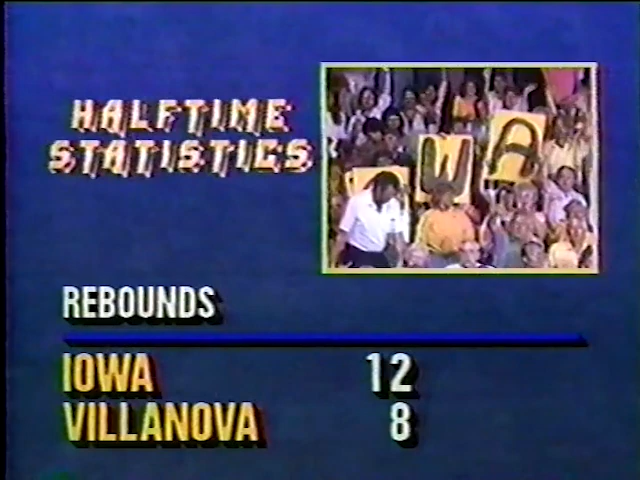 HALFTIME
STATISTICS
W A
REBOUNDS
IOWA 12
VILLANOVA 8